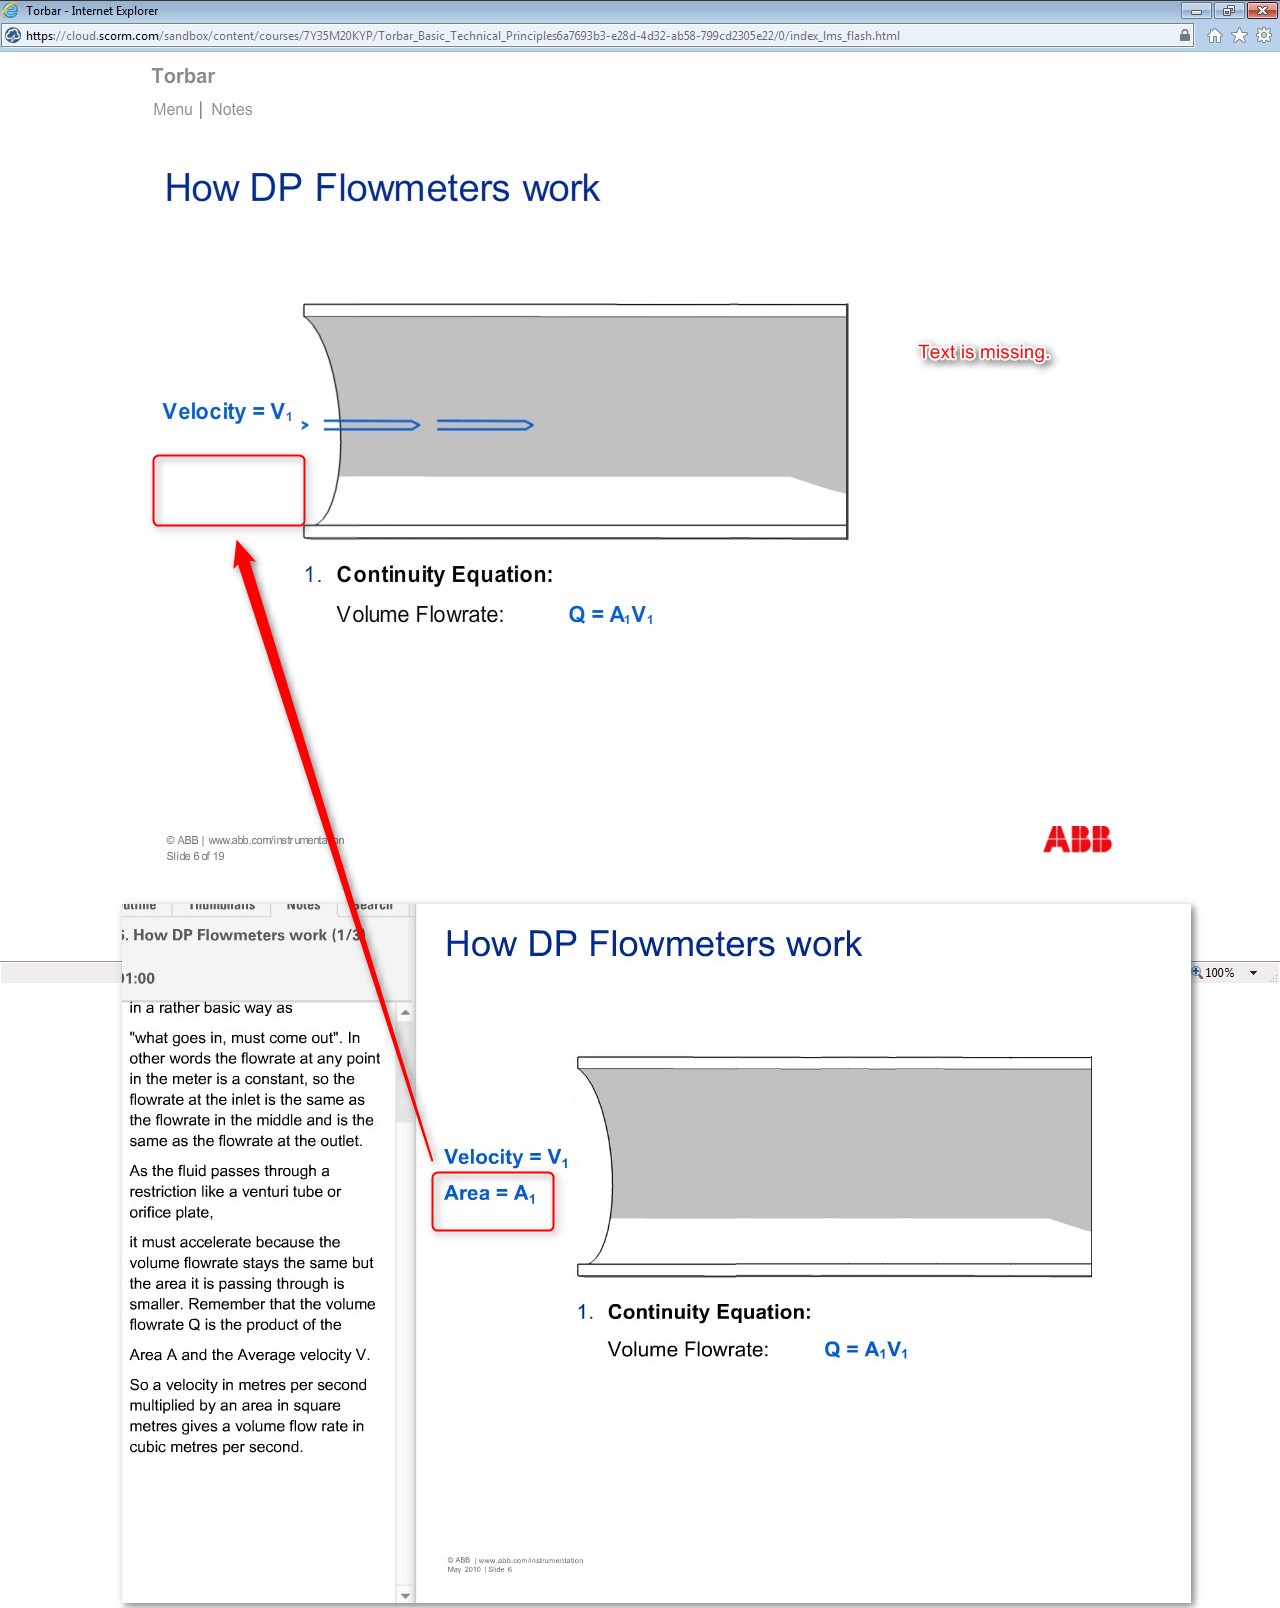 Torbar - Internet Explorer
https://cloud.scorm.com/sandbox/content/courses/7Y35M20KYP/Torbar_Basic_Technical_Principles6a7693b3-e28d-4d32-ab58-799cd2305e22/0/index_lms_flash.html
Torbar
Menu | Notes
How DP Flowmeters work
Text is missing.
Velocity = V1
1. Continuity Equation:
Volume Flowrate: Q = A1V1
© ABB | www.abb.com/instrumentation
Slide 6 of 19
ABB
Outline Thumbnails Notes Search
6. How DP Flowmeters work (1/3)
01:00
in a rather basic way as
"what goes in, must come out". In
other words the flowrate at any point
in the meter is a constant, so the
flowrate at the inlet is the same as
the flowrate in the middle and is the
same as the flowrate at the outlet.
As the fluid passes through a
restriction like a venturi tube or
orifice plate,
it must accelerate because the
volume flowrate stays the same but
the area it is passing through is
smaller. Remember that the volume
flowrate Q is the product of the
Area A and the Average velocity V.
So a velocity in metres per second
multiplied by an area in square
metres gives a volume flow rate in
cubic metres per second.
How DP Flowmeters work
Velocity = V1
Area = A1
1. Continuity Equation:
Volume Flowrate: Q = A1V1
© ABB | www.abb.com/instrumentation
May 2010 | Slide 6
100%